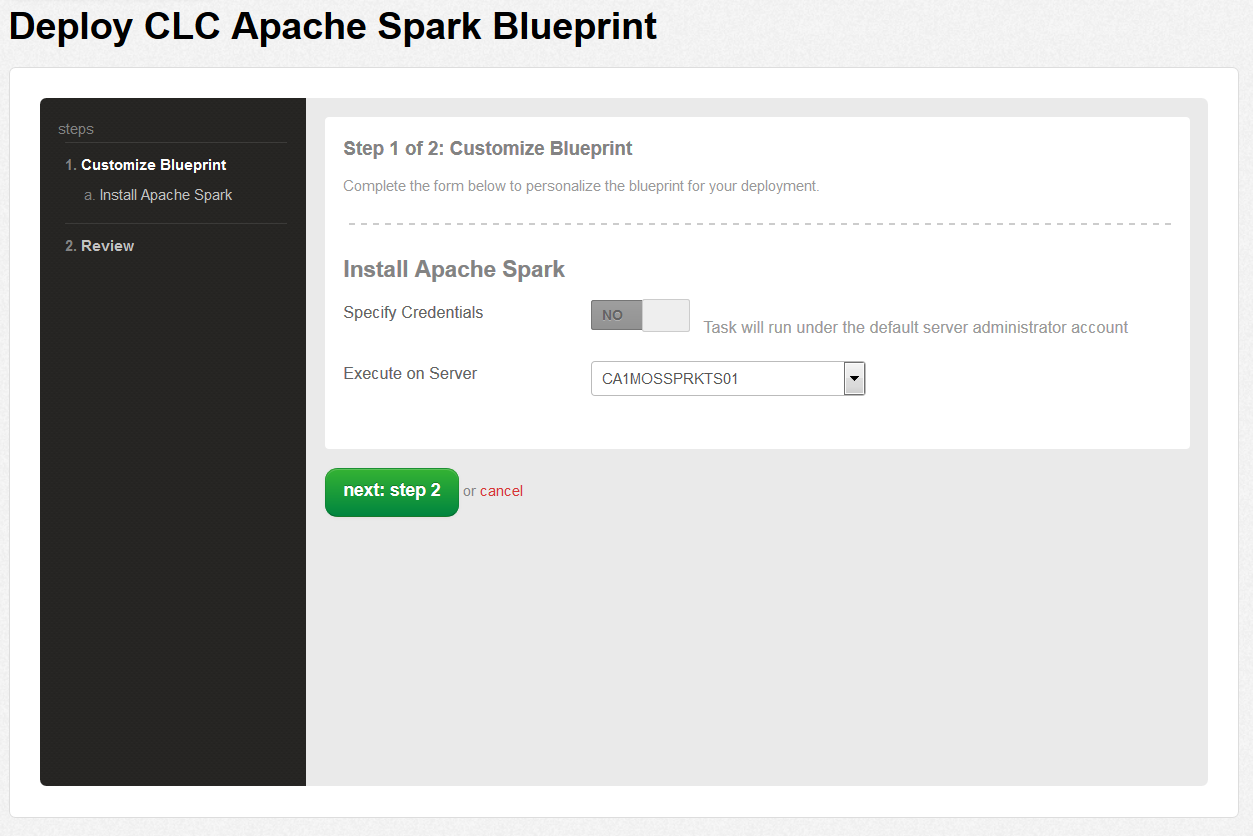 Deploy CLC Apache Spark Blueprint
steps
1. Customize Blueprint
a. Install Apache Spark
2. Review
Step 1 of 2: Customize Blueprint
Complete the form below to personalize the blueprint for your deployment.
Install Apache Spark
Specify Credentials
NO
Task will run under the default server administrator account
Execute on Server
CA1MOSSPRKTS01
next: step 2 or cancel